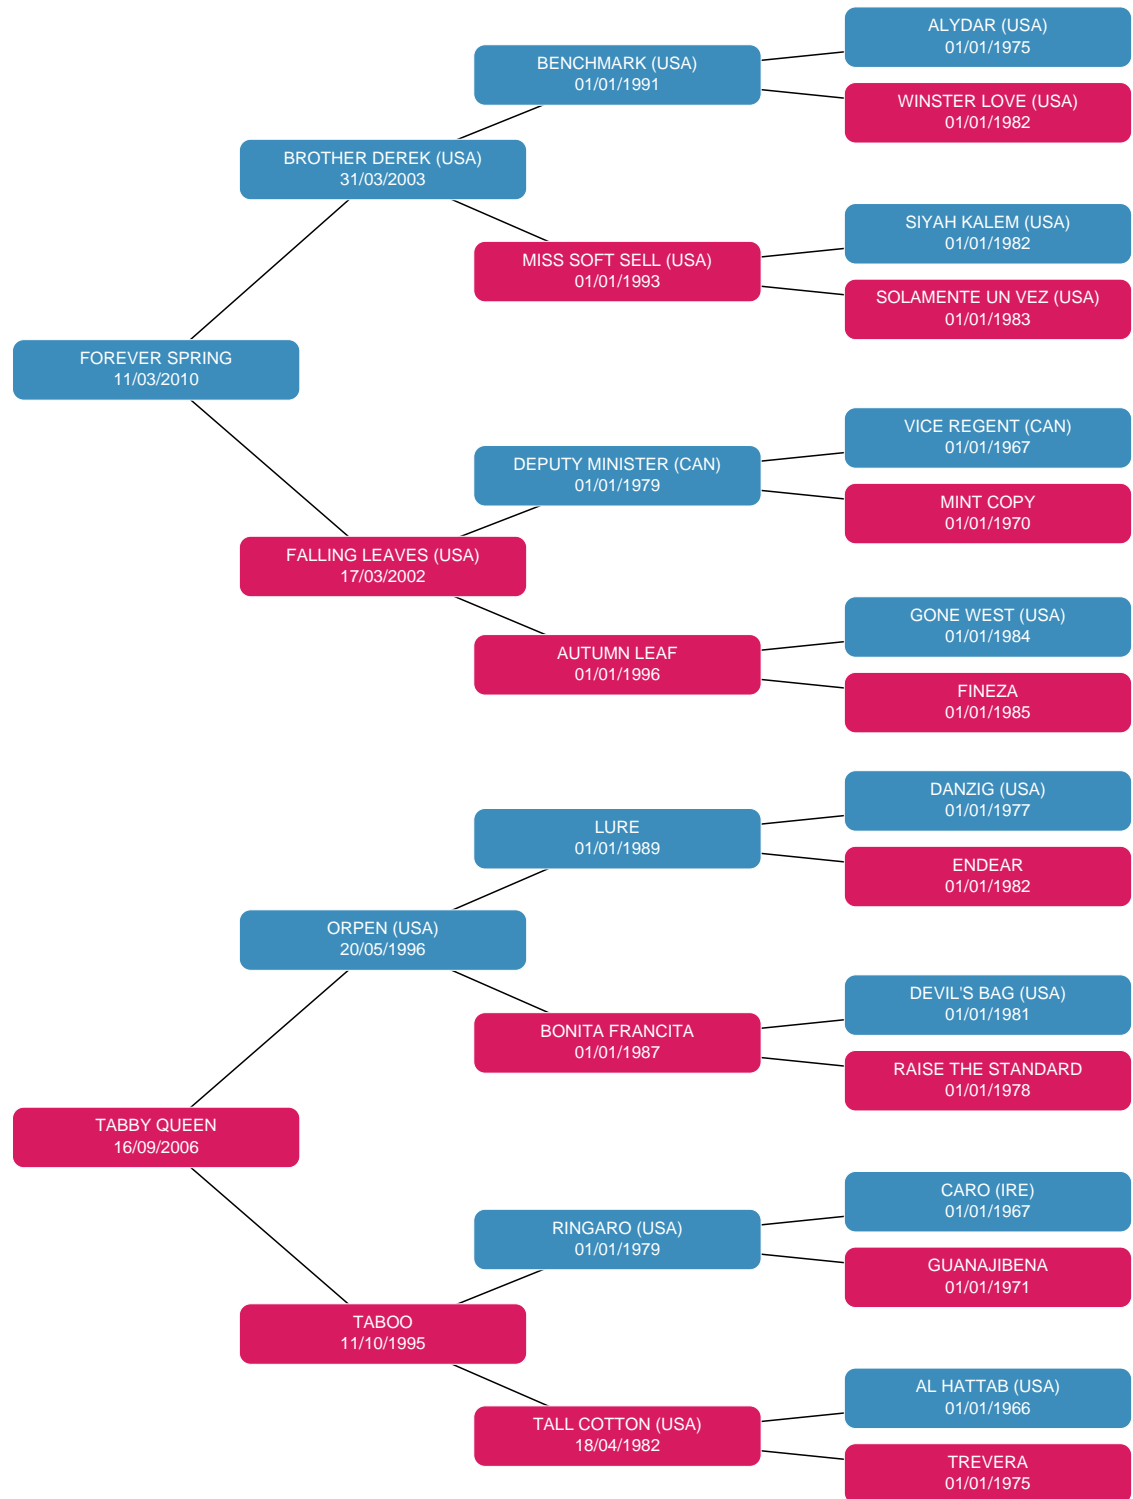 ALYDAR (USA)
01/01/1975
BENCHMARK (USA)
01/01/1991
WINSTER LOVE (USA)
01/01/1982
BROTHER DEREK (USA)
31/03/2003
SIYAH KALEM (USA)
01/01/1982
MISS SOFT SELL (USA)
01/01/1993
SOLAMENTE UN VEZ (USA)
01/01/1983
FOREVER SPRING
11/03/2010
VICE REGENT (CAN)
01/01/1967
DEPUTY MINISTER (CAN)
01/01/1979
MINT COPY
01/01/1970
FALLING LEAVES (USA)
17/03/2002
GONE WEST (USA)
01/01/1984
AUTUMN LEAF
01/01/1996
FINEZA
01/01/1985
DANZIG (USA)
01/01/1977
LURE
01/01/1989
ENDEAR
01/01/1982
ORPEN (USA)
20/05/1996
DEVIL'S BAG (USA)
01/01/1981
BONITA FRANCITA
01/01/1987
RAISE THE STANDARD
01/01/1978
TABBY QUEEN
16/09/2006
CARO (IRE)
01/01/1967
RINGARO (USA)
01/01/1979
GUANAJIBENA
01/01/1971
TABOO
11/10/1995
AL HATTAB (USA)
01/01/1966
TALL COTTON (USA)
18/04/1982
TREVERA
01/01/1975